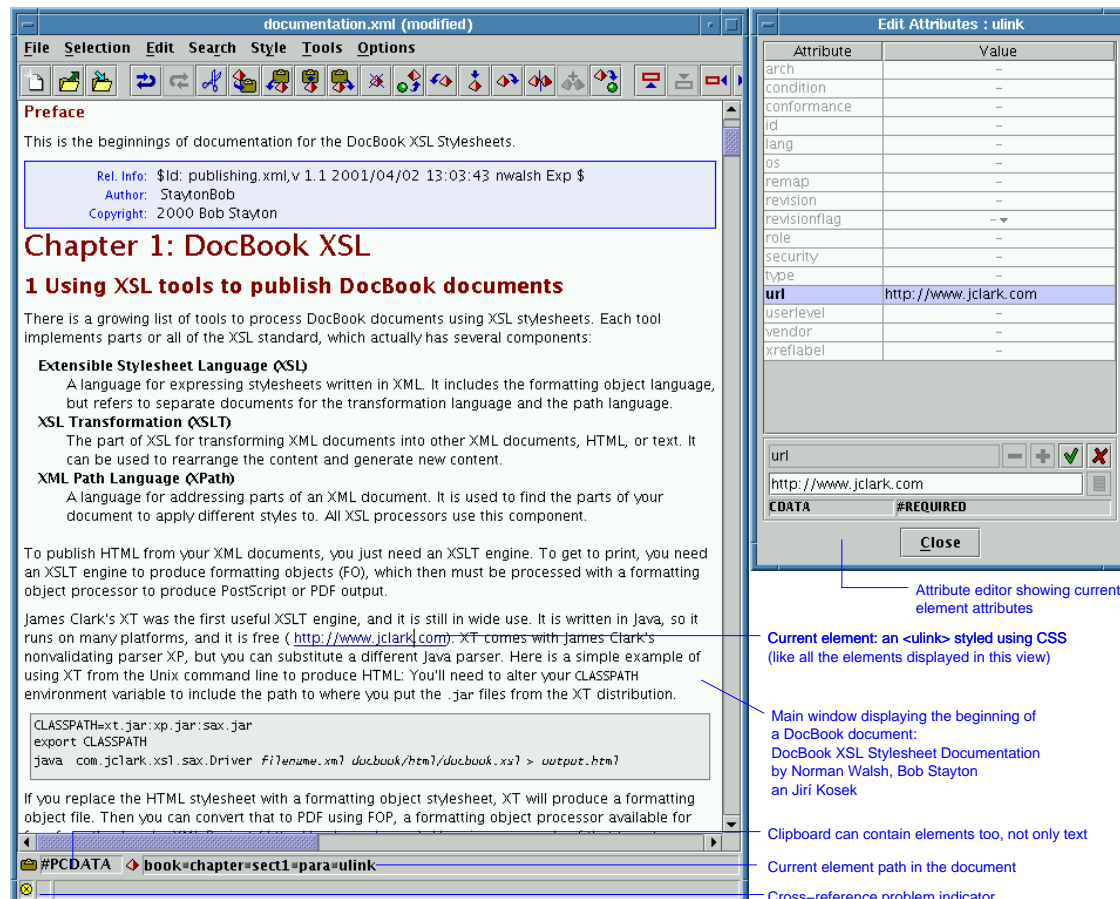 documentation.xml (modified)
File Selection Edit Search Style Tools Options
Preface
This is the beginnings of documentation for the DocBook XSL Stylesheets.
Rel. Info: $Id: publishing.xml,v 1.1 2001/04/02 13:03:43 nwalsh Exp $
Author: StaytonBob
Copyright: 2000 Bob Stayton
Chapter 1: DocBook XSL
1 Using XSL tools to publish DocBook documents
There is a growing list of tools to process DocBook documents using XSL stylesheets. Each tool
implements parts or all of the XSL standard, which actually has several components:
Extensible Stylesheet Language (XSL)
A language for expressing stylesheets written in XML. It includes the formatting object language,
but refers to separate documents for the transformation language and the path language.
XSL Transformation (XSLT)
The part of XSL for transforming XML documents into other XML documents, HTML, or text. It
can be used to rearrange the content and generate new content.
XML Path Language (XPath)
A language for addressing parts of an XML document. It is used to find the parts of your
document to apply different styles to. All XSL processors use this component.
To publish HTML from your XML documents, you just need an XSLT engine. To get to print, you need
an XSLT engine to produce formatting objects (FO), which then must be processed with a formatting
object processor to produce PostScript or PDF output.
James Clark's XT was the first useful XSLT engine, and it is still in wide use. It is written in Java, so it
runs on many platforms, and it is free ( http://www.jclark.com). XT comes with James Clark's
nonvalidating parser XP, but you can substitute a different Java parser. Here is a simple example of
using XT from the Unix command line to produce HTML: You'll need to alter your CLASSPATH
environment variable to include the path to where you put the .jar files from the XT distribution.
CLASSPATH=xt.jar:xp.jar:sax.jar
export CLASSPATH
java com.jclark.xsl.sax.Driver filename.xml docbook/html/docbook.xsl > output.html
If you replace the HTML stylesheet with a formatting object stylesheet, XT will produce a formatting
object file. Then you can convert that to PDF using FOP, a formatting object processor available for
#PCDATA book=chapter=sect1=para=ulink
Edit Attributes : ulink
Attribute Value
arch –
condition –
conformance –
id –
lang –
os –
remap –
revision –
revisionflag –
role –
security –
type –
url http://www.jclark.com
userlevel –
vendor –
xreflabel –
url
http://www.jclark.com
CDATA #REQUIRED
Close
Attribute editor showing current
element attributes
Current element: an <ulink> styled using CSS
(like all the elements displayed in this view)
Main window displaying the beginning of
a DocBook document:
DocBook XSL Stylesheet Documentation
by Norman Walsh, Bob Stayton
an Jirí Kosek
Clipboard can contain elements too, not only text
Current element path in the document
Cross–reference problem indicator